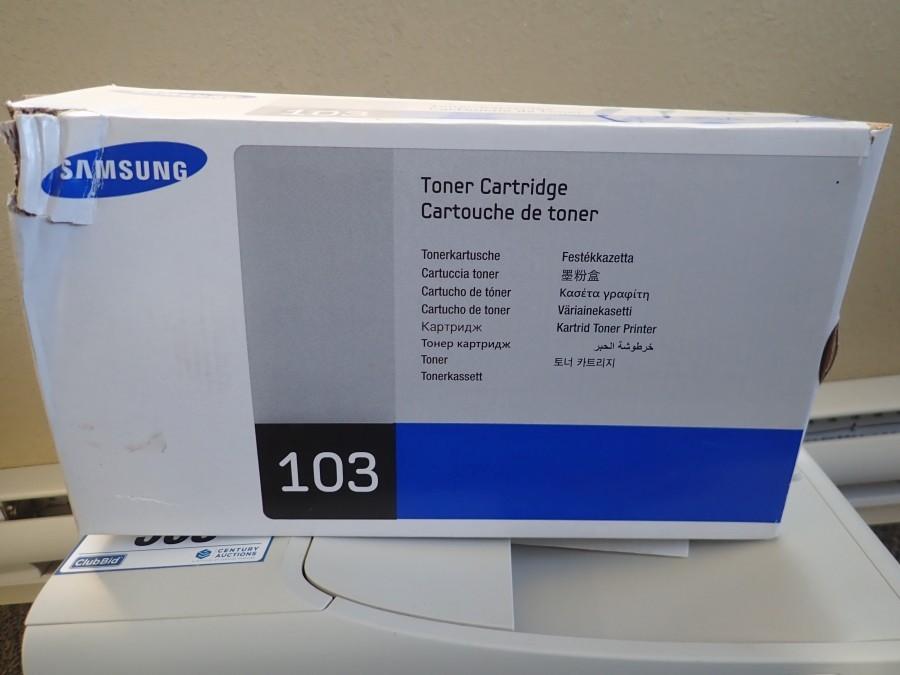 SAMSUNG
103
Toner Cartridge
Cartouche de toner
Tonerkartusche
Cartuccia toner
Cartucho de tóner
Cartucho de toner
Картридж
Тонер картридж
Toner
Tonerkassett
Festékkazetta
墨粉盒
Κασέτα γραφίτη
Väriainekasetti
Kartrid Toner Printer
خرطوشة الحبر
토너 카트리지
103
ClubBid
CENTURY
AUCTIONS